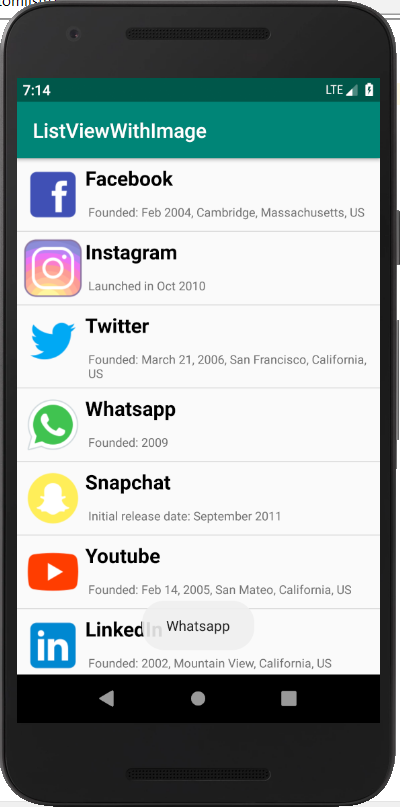 7:14 LTE
ListViewWithImage
Facebook
Founded: Feb 2004, Cambridge, Massachusetts, US
Instagram
Launched in Oct 2010
Twitter
Founded: March 21, 2006, San Francisco, California,
US
Whatsapp
Founded: 2009
Snapchat
Initial release date: September 2011
Youtube
Founded: Feb 14, 2005, San Mateo, California, US
LinkedIn
Whatsapp
Founded: 2002, Mountain View, California, US